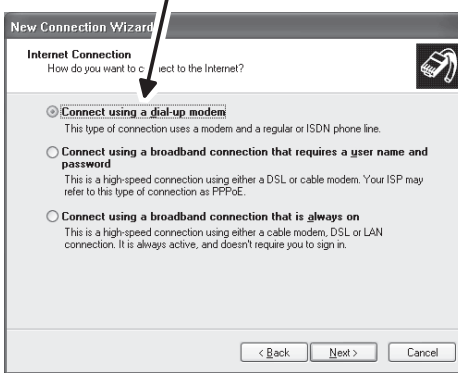 New Connection Wizard
Internet Connection
How do you want to connect to the Internet?
Connect using a dial-up modem
This type of connection uses a modem and a regular or ISDN phone line.
Connect using a broadband connection that requires a user name and
password
This is a high-speed connection using either a DSL or cable modem. Your ISP may
refer to this type of connection as PPPoE.
Connect using a broadband connection that is always on
This is a high-speed connection using either a cable modem, DSL or LAN
connection. It is always active, and doesn't require you to sign in.
< Back
Next >
Cancel